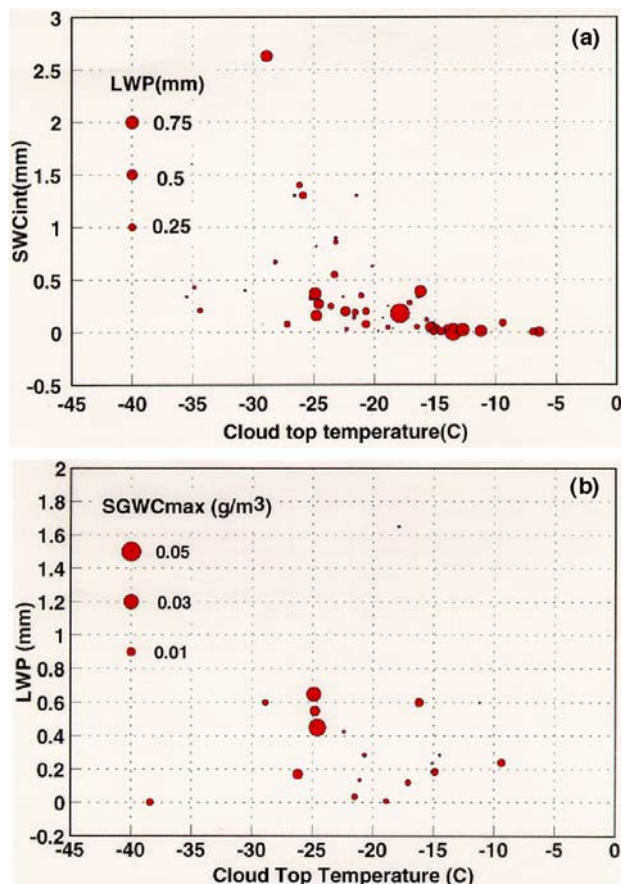 (a)
3
2.5
2
1.5
1
0.5
0
-0.5
SWCint(mm)
LWP(mm)
0.75
0.5
0.25
-45 -40 -35 -30 -25 -20 -15 -10 -5 0
Cloud top temperature(C)
(b)
2
1.8
1.6
1.4
1.2
1
0.8
0.6
0.4
0.2
0
-0.2
LWP (mm)
SGWCmax (g/m³)
0.05
0.03
0.01
-45 -40 -35 -30 -25 -20 -15 -10 -5 0
Cloud Top Temperature (C)